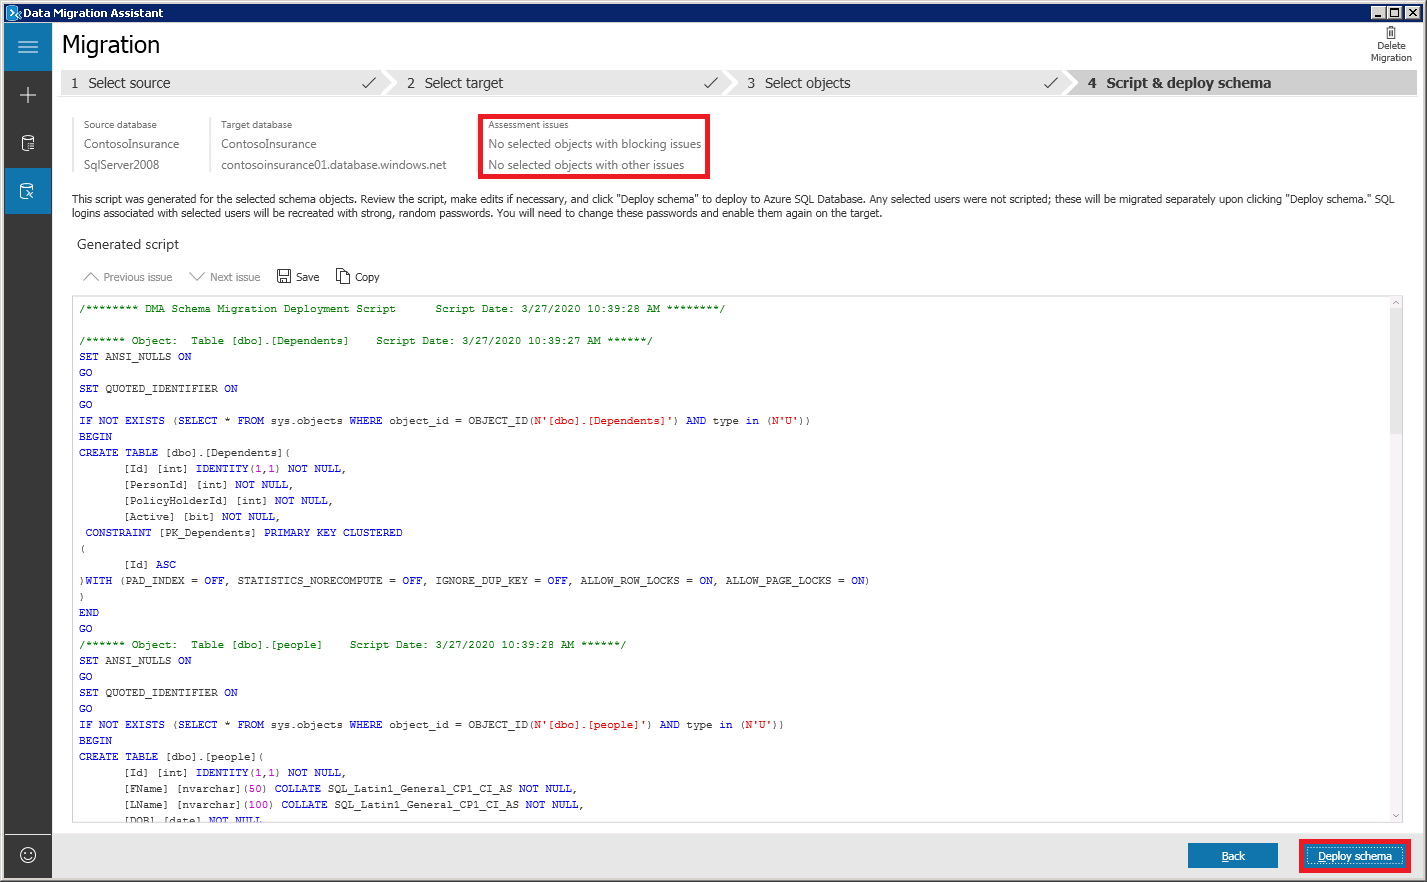 Data Migration Assistant
Migration
Delete
Migration
1 Select source
2 Select target
3 Select objects
4 Script & deploy schema
Source database
ContosoInsurance
SqlServer2008
Target database
ContosoInsurance
contosoinsurance01.database.windows.net
Assessment issues
No selected objects with blocking issues
No selected objects with other issues
This script was generated for the selected schema objects. Review the script, make edits if necessary, and click "Deploy schema" to deploy to Azure SQL Database. Any selected users were not scripted; these will be migrated separately upon clicking "Deploy schema." SQL
logins associated with selected users will be recreated with strong, random passwords. You will need to change these passwords and enable them again on the target.
Generated script
Previous issue Next issue Save Copy
/******** DMA Schema Migration Deployment Script Script Date: 3/27/2020 10:39:28 AM ********/
/****** Object: Table [dbo].[Dependents] Script Date: 3/27/2020 10:39:27 AM ******/
SET ANSI_NULLS ON
GO
SET QUOTED_IDENTIFIER ON
GO
IF NOT EXISTS (SELECT * FROM sys.objects WHERE object_id = OBJECT_ID(N'[dbo].[Dependents]') AND type in (N'U'))
BEGIN
CREATE TABLE [dbo].[Dependents](
[Id] [int] IDENTITY(1,1) NOT NULL,
[PersonId] [int] NOT NULL,
[PolicyHolderId] [int] NOT NULL,
[Active] [bit] NOT NULL,
CONSTRAINT [PK_Dependents] PRIMARY KEY CLUSTERED
(
[Id] ASC
)WITH (PAD_INDEX = OFF, STATISTICS_NORECOMPUTE = OFF, IGNORE_DUP_KEY = OFF, ALLOW_ROW_LOCKS = ON, ALLOW_PAGE_LOCKS = ON)
)
END
GO
/****** Object: Table [dbo].[people] Script Date: 3/27/2020 10:39:28 AM ******/
SET ANSI_NULLS ON
GO
SET QUOTED_IDENTIFIER ON
GO
IF NOT EXISTS (SELECT * FROM sys.objects WHERE object_id = OBJECT_ID(N'[dbo].[people]') AND type in (N'U'))
BEGIN
CREATE TABLE [dbo].[people](
[Id] [int] IDENTITY(1,1) NOT NULL,
[FName] [nvarchar](50) COLLATE SQL_Latin1_General_CP1_CI_AS NOT NULL,
[LName] [nvarchar](100) COLLATE SQL_Latin1_General_CP1_CI_AS NOT NULL,
[DOB] [date] NOT NULL
Back
Deploy schema